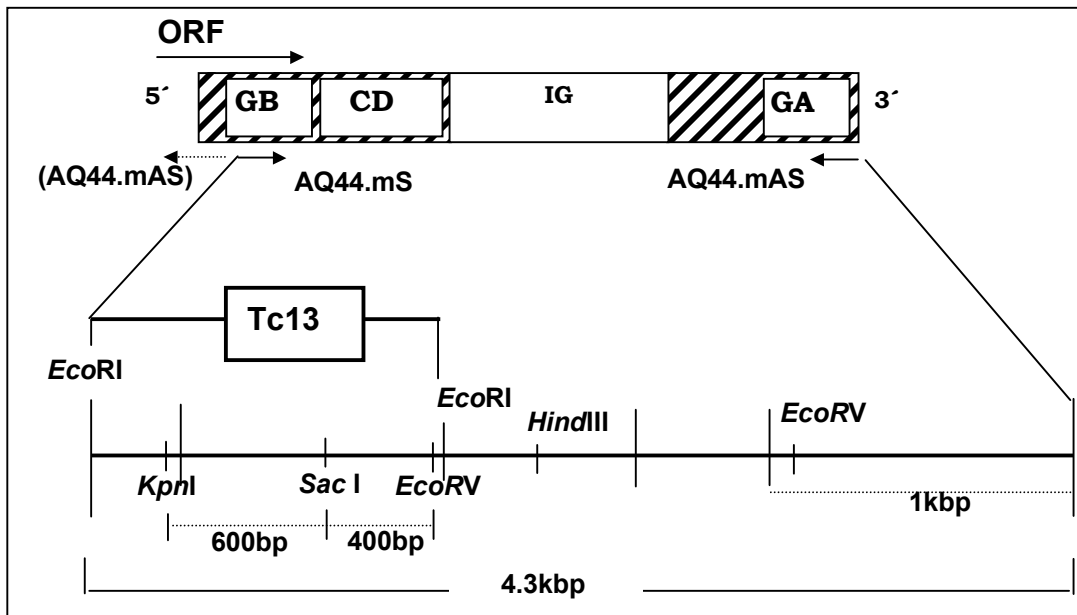 ORF
5´ GB CD IG GA 3´
(AQ44.mAS) AQ44.mS AQ44.mAS
Tc13
EcoRI
EcoRI HindIII EcoRV
KpnI Sac I EcoRV
1kbp
600bp 400bp
4.3kbp